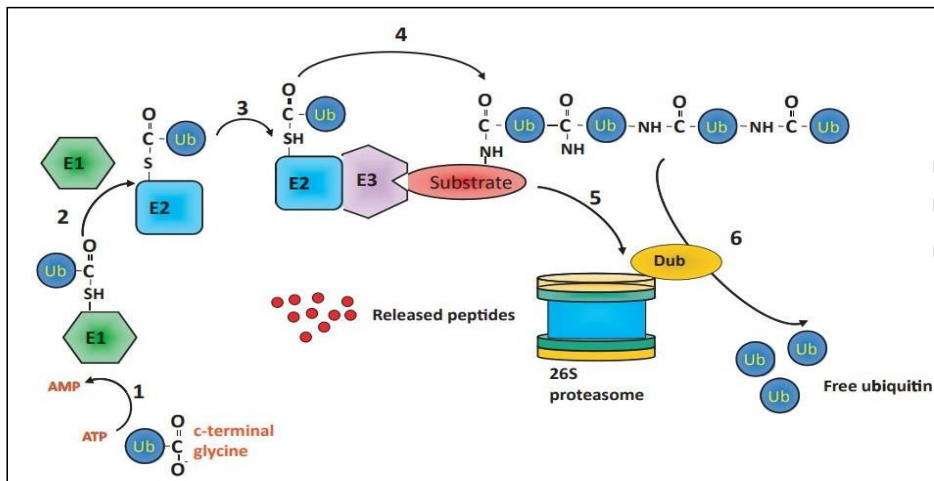 4
O
C
Ub
3
O
C
Ub
SH
O
C
Ub
C
O
Ub
NH
C
O
Ub
NH
C
O
Ub
NH
NH
E1
S
E2
E2
E3
Substrate
2
5
6
O
Ub
C
SH
E1
Dub
Released peptides
26S
proteasome
Ub
Ub
Ub
Free ubiquitin
AMP
1
ATP
Ub
O
C
O
c-terminal
glycine